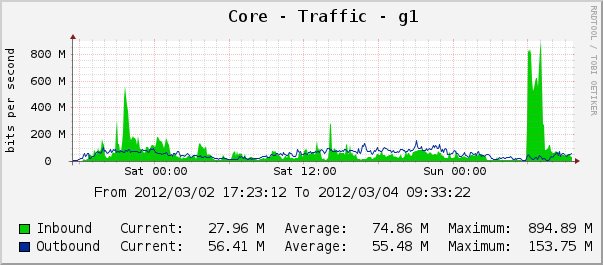 Core - Traffic - g1
RRDTOOL / TOBI OETIKER
bits per second
800 M
600 M
400 M
200 M
0
Sat 00:00 Sat 12:00 Sun 00:00
From 2012/03/02 17:23:12 To 2012/03/04 09:33:22
Inbound Current: 27.96 M Average: 74.86 M Maximum: 894.89 M
Outbound Current: 56.41 M Average: 55.48 M Maximum: 153.75 M